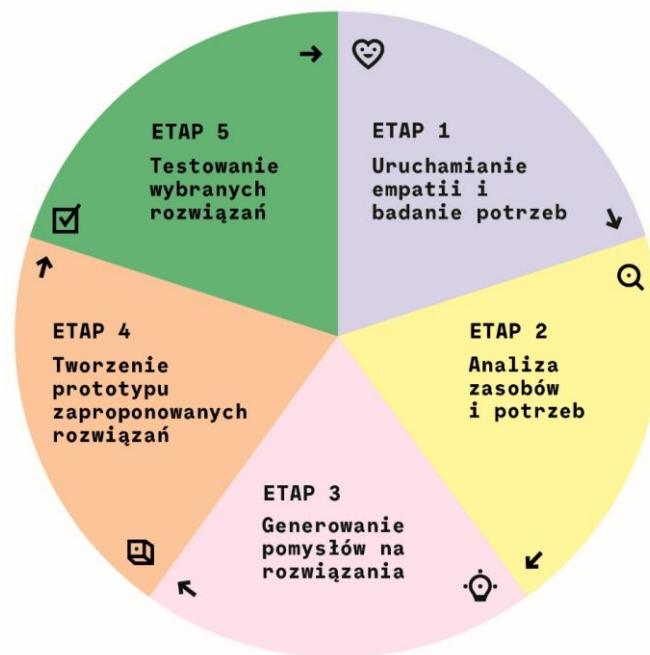 ETAP 1
Uruchamianie
empatii i
badanie potrzeb
ETAP 2
Analiza
zasobów
i potrzeb
ETAP 3
Generowanie
pomysłów na
rozwiązania
ETAP 4
Tworzenie
prototypu
zaproponowanych
rozwiązań
ETAP 5
Testowanie
wybranych
rozwiązań